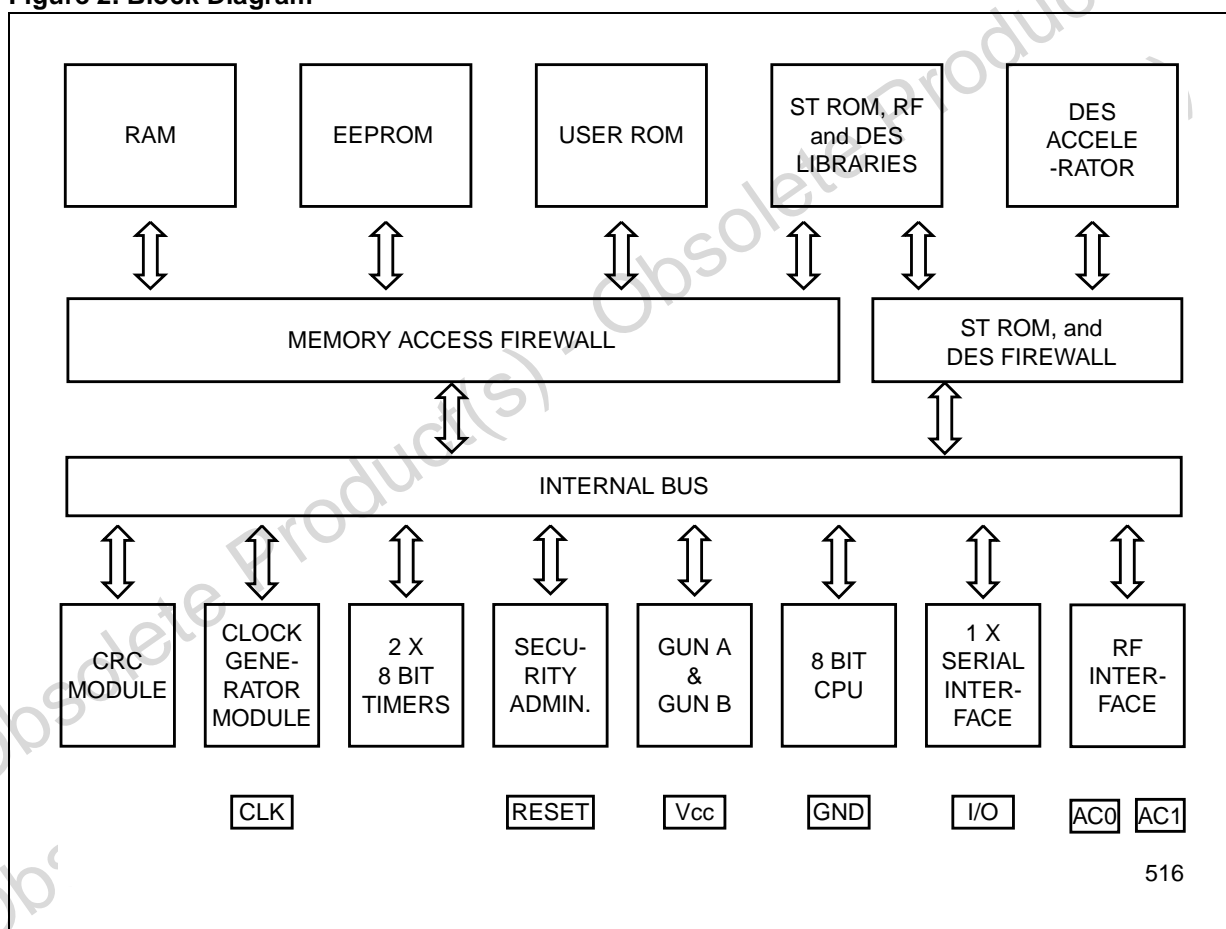 Figure 2. Block Diagram
RAM
EEPROM
USER ROM
ST ROM, RF
and DES
LIBRARIES
DES
ACCELE
-RATOR
MEMORY ACCESS FIREWALL
ST ROM, and
DES FIREWALL
INTERNAL BUS
CRC
MODULE
CLOCK
GENE-
RATOR
MODULE
2 X
8 BIT
TIMERS
SECU-
RITY
ADMIN.
GUN A
&
GUN B
8 BIT
CPU
1 X
SERIAL
INTER-
FACE
RF
INTER-
FACE
CLK
RESET
Vcc
GND
I/O
AC0
AC1
516
Obsolete Product(s) - Obsolete Product(s)